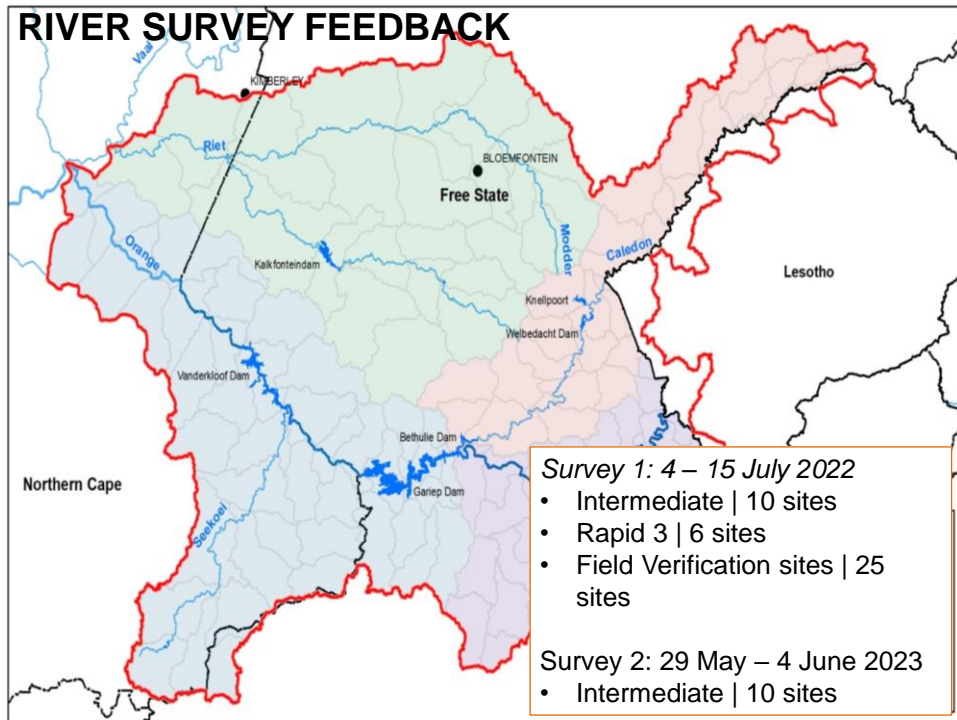 RIVER SURVEY FEEDBACK
Vaal
KIMBERLEY
Riet
BLOEMFONTEIN
Free State
Modder
Caledon
Orange
Kalkfonteindam
Lesotho
Knellpoort
Welbedacht Dam
Vanderkloof Dam
Bethulie Dam
Northern Cape
Gariep Dam
Seekoei
Survey 1: 4 – 15 July 2022
• Intermediate | 10 sites
• Rapid 3 | 6 sites
• Field Verification sites | 25
sites
Survey 2: 29 May – 4 June 2023
• Intermediate | 10 sites